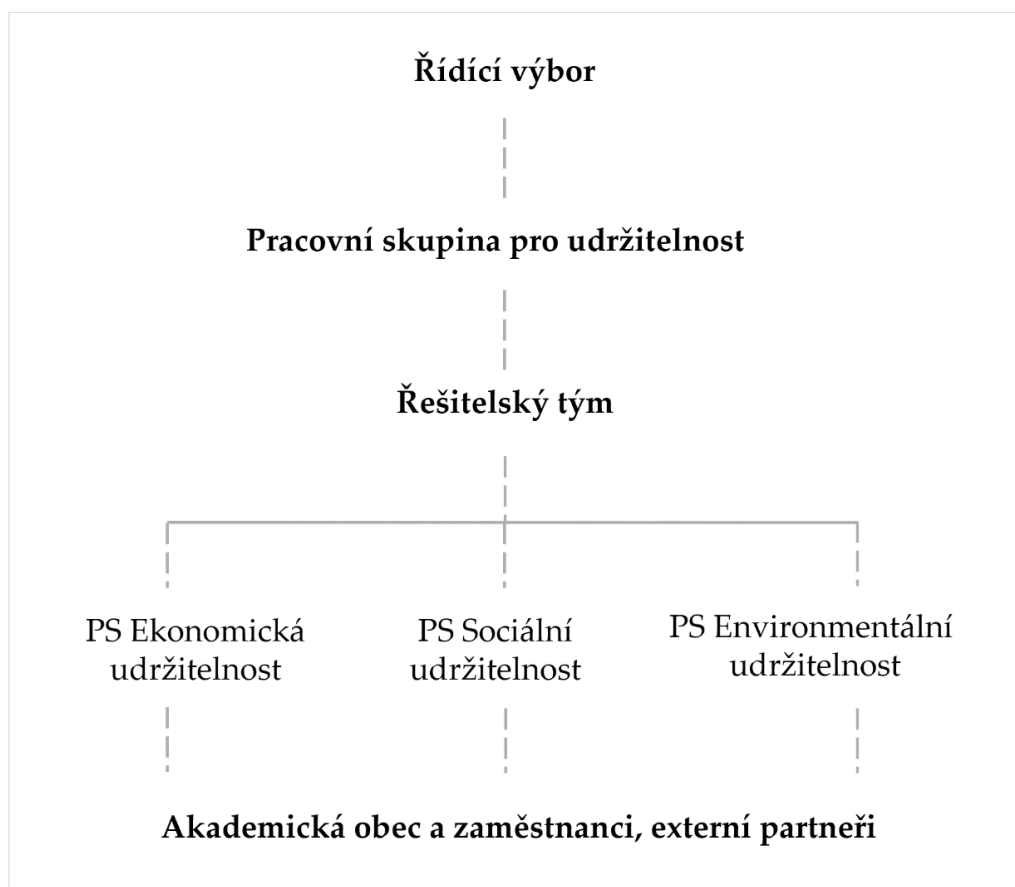 Řídící výbor
Pracovní skupina pro udržitelnost
Řešitelský tým
PS Ekonomická
udržitelnost
PS Sociální
udržitelnost
PS Environmentální
udržitelnost
Akademická obec a zaměstnanci, externí partneři